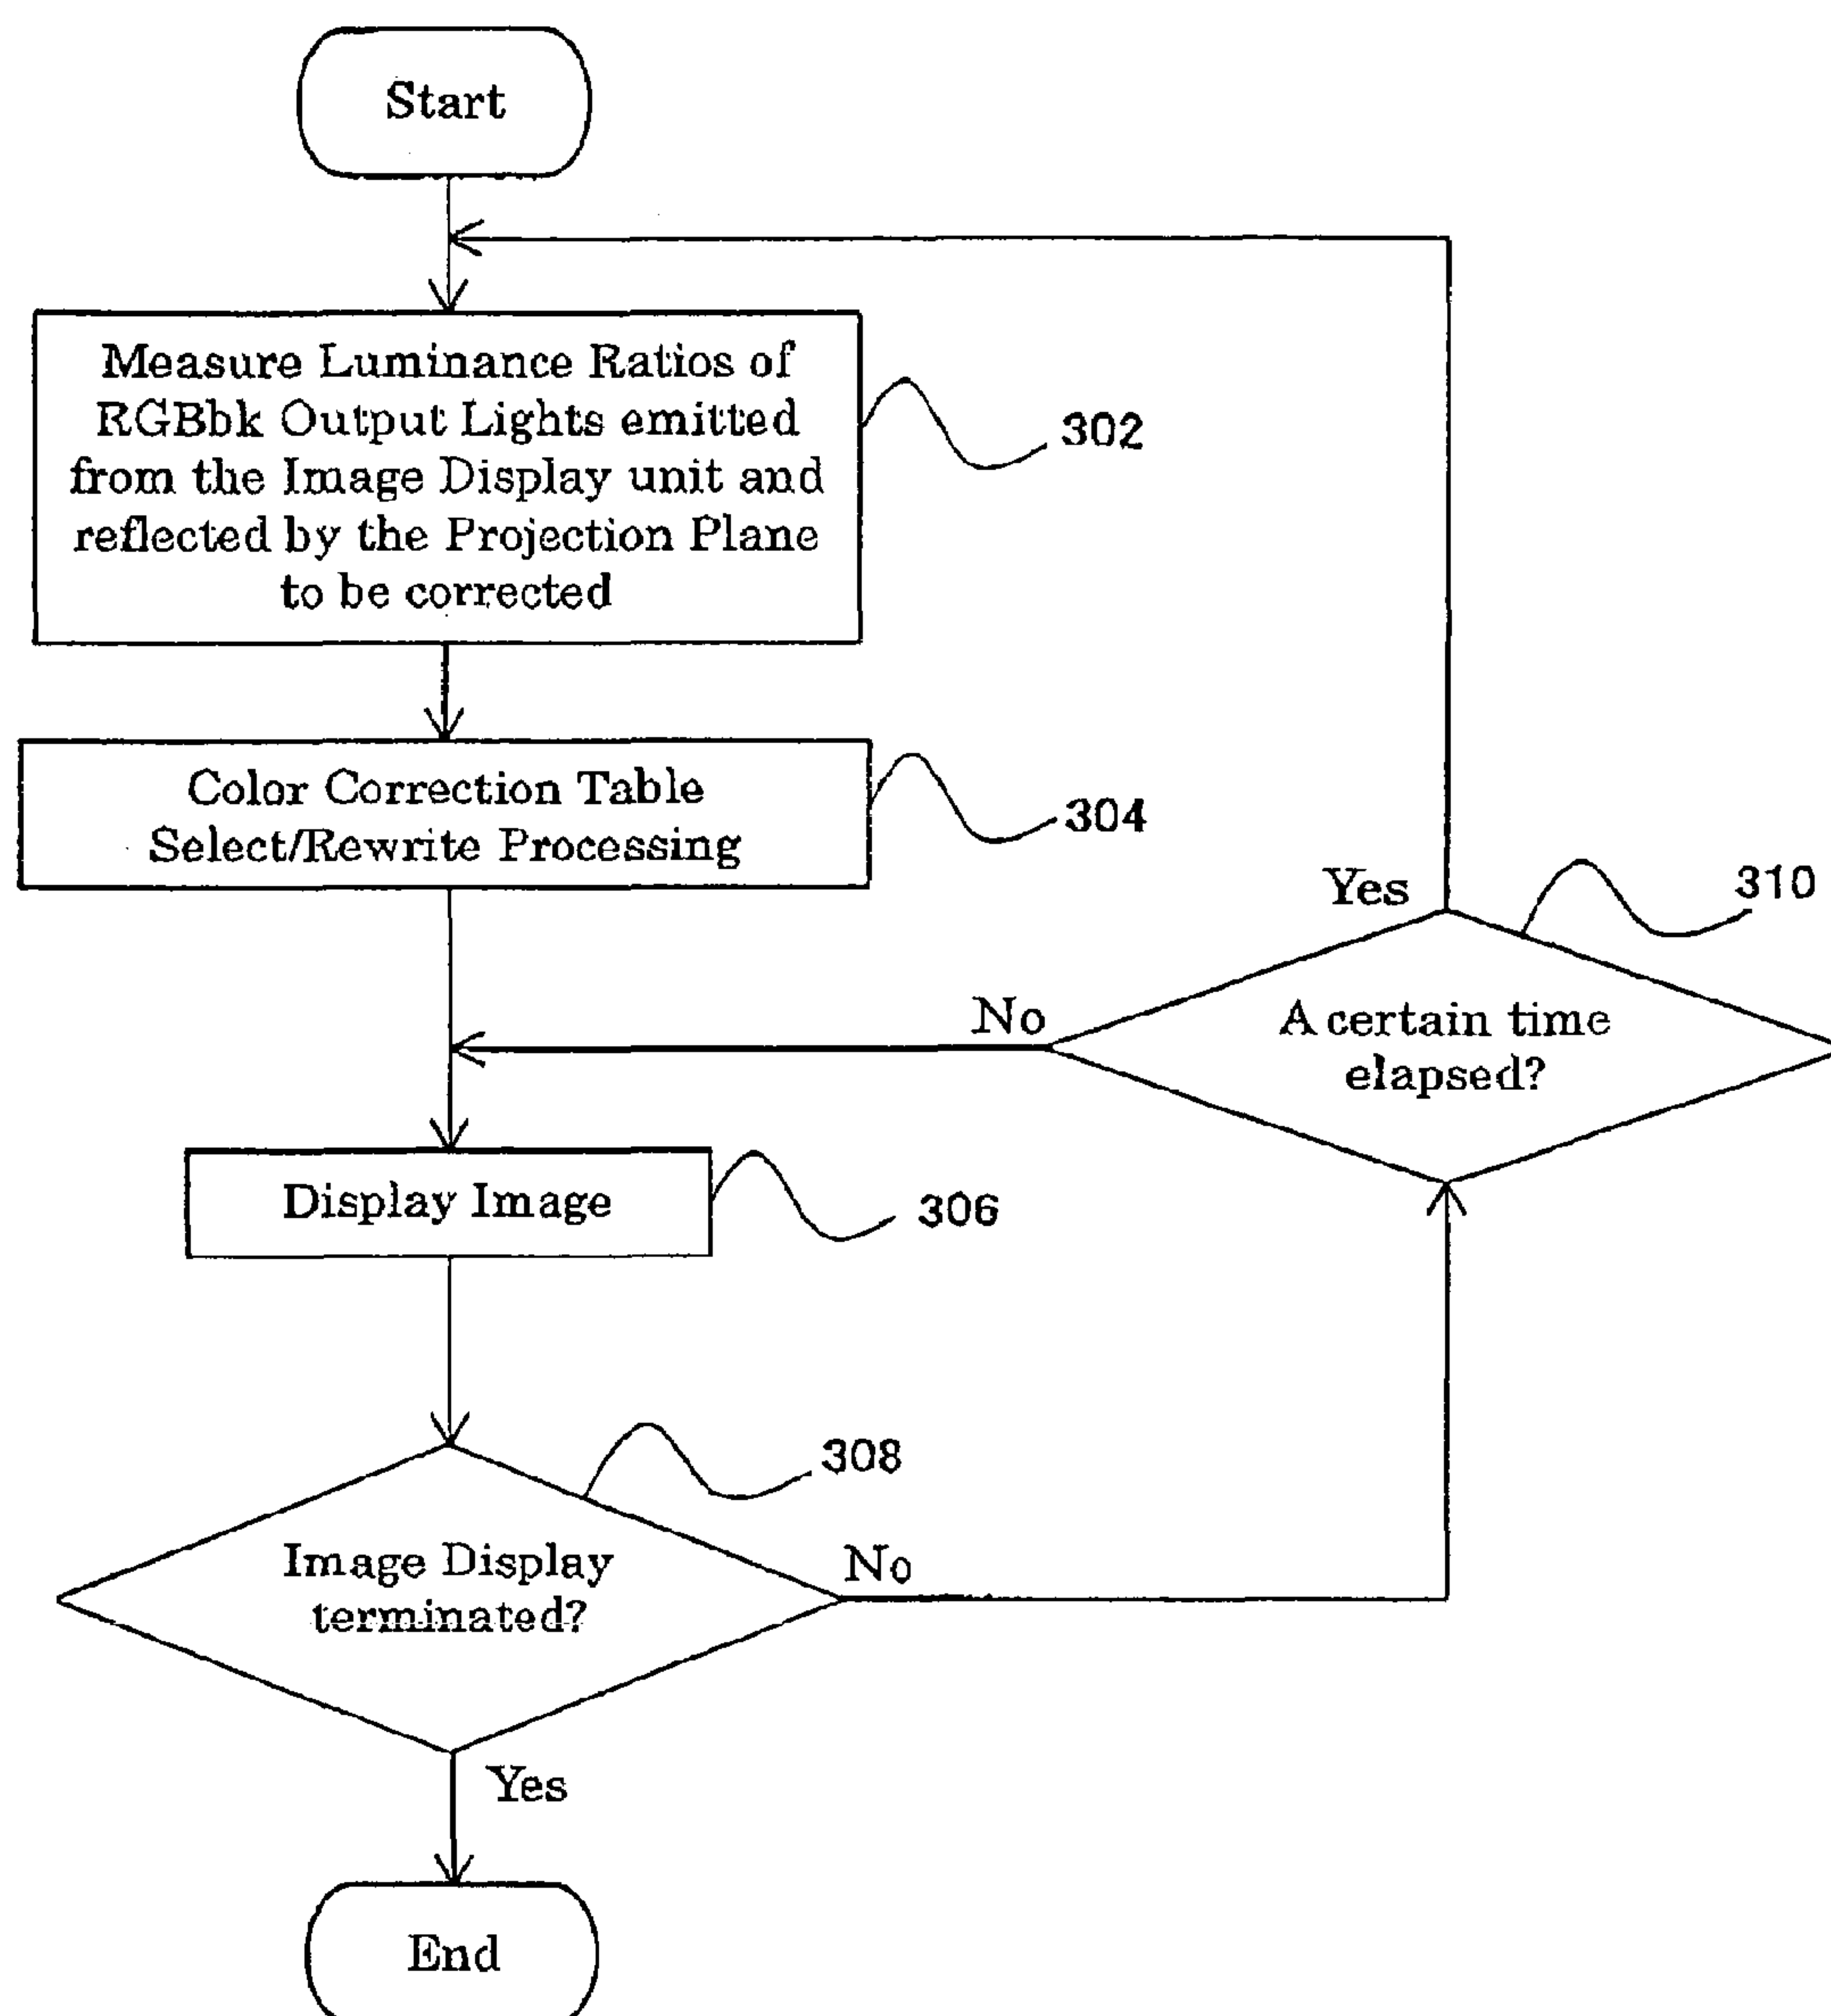 Start
Measure Luminance Ratios of
RGBbk Output Lights emitted
from the Image Display unit and
reflected by the Projection Plane
to be corrected
302
Color Correction Table
Select/Rewrite Processing
304
Yes
310
No
A certain time
elapsed?
Display Image
306
308
Image Display
terminated?
No
Yes
End